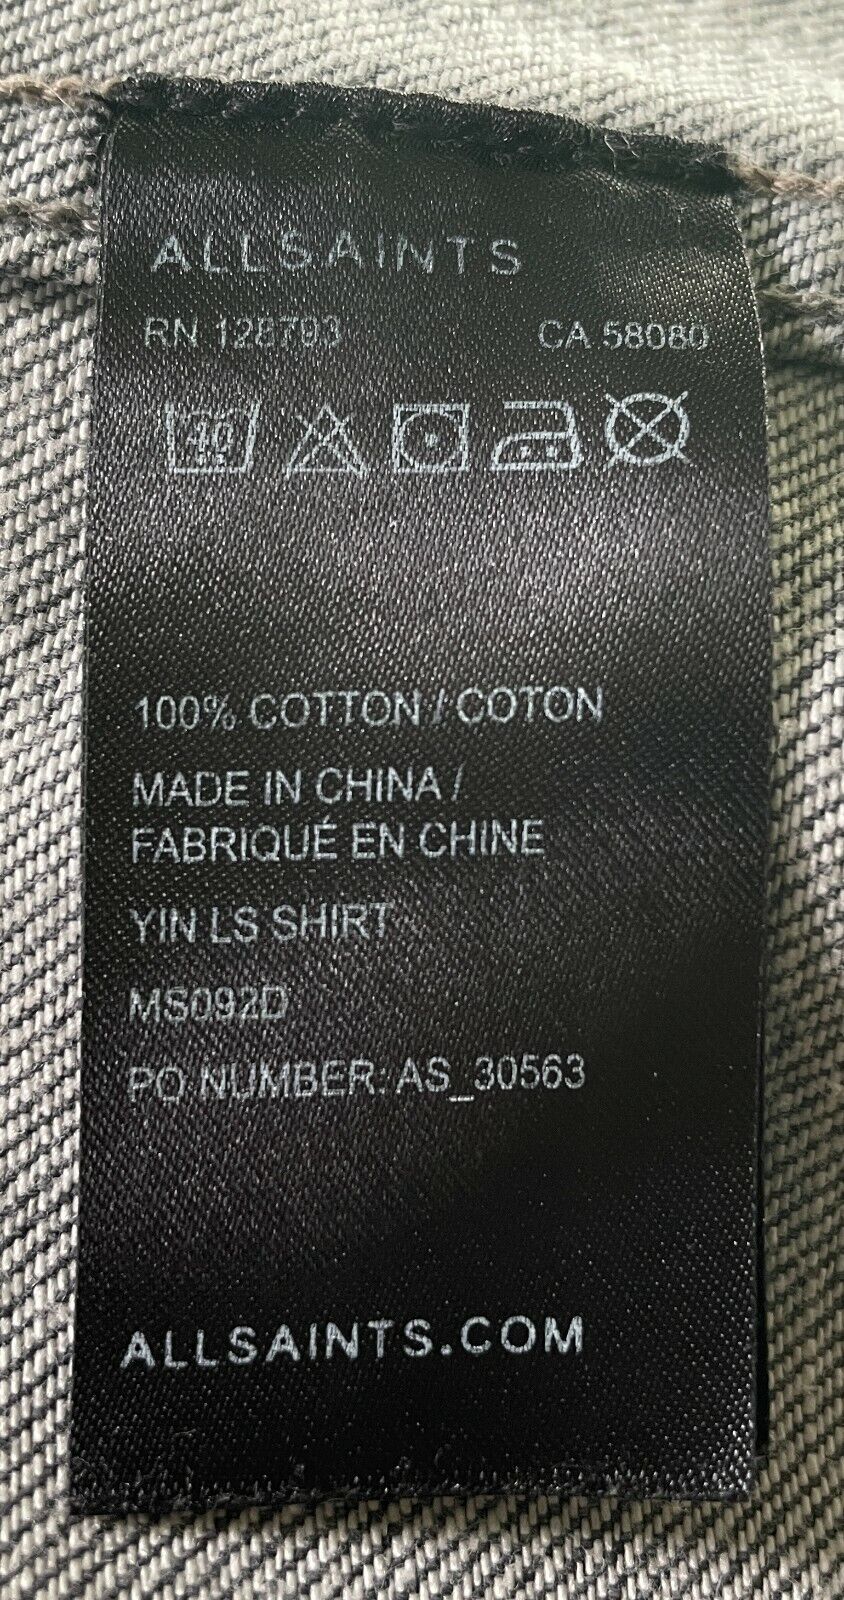 ALLSAINTS
RN 128793 CA 58080
40
100% COTTON / COTON
MADE IN CHINA /
FABRIQUÉ EN CHINE
YIN LS SHIRT
MS092D
PO NUMBER: AS_30563
ALLSAINTS.COM